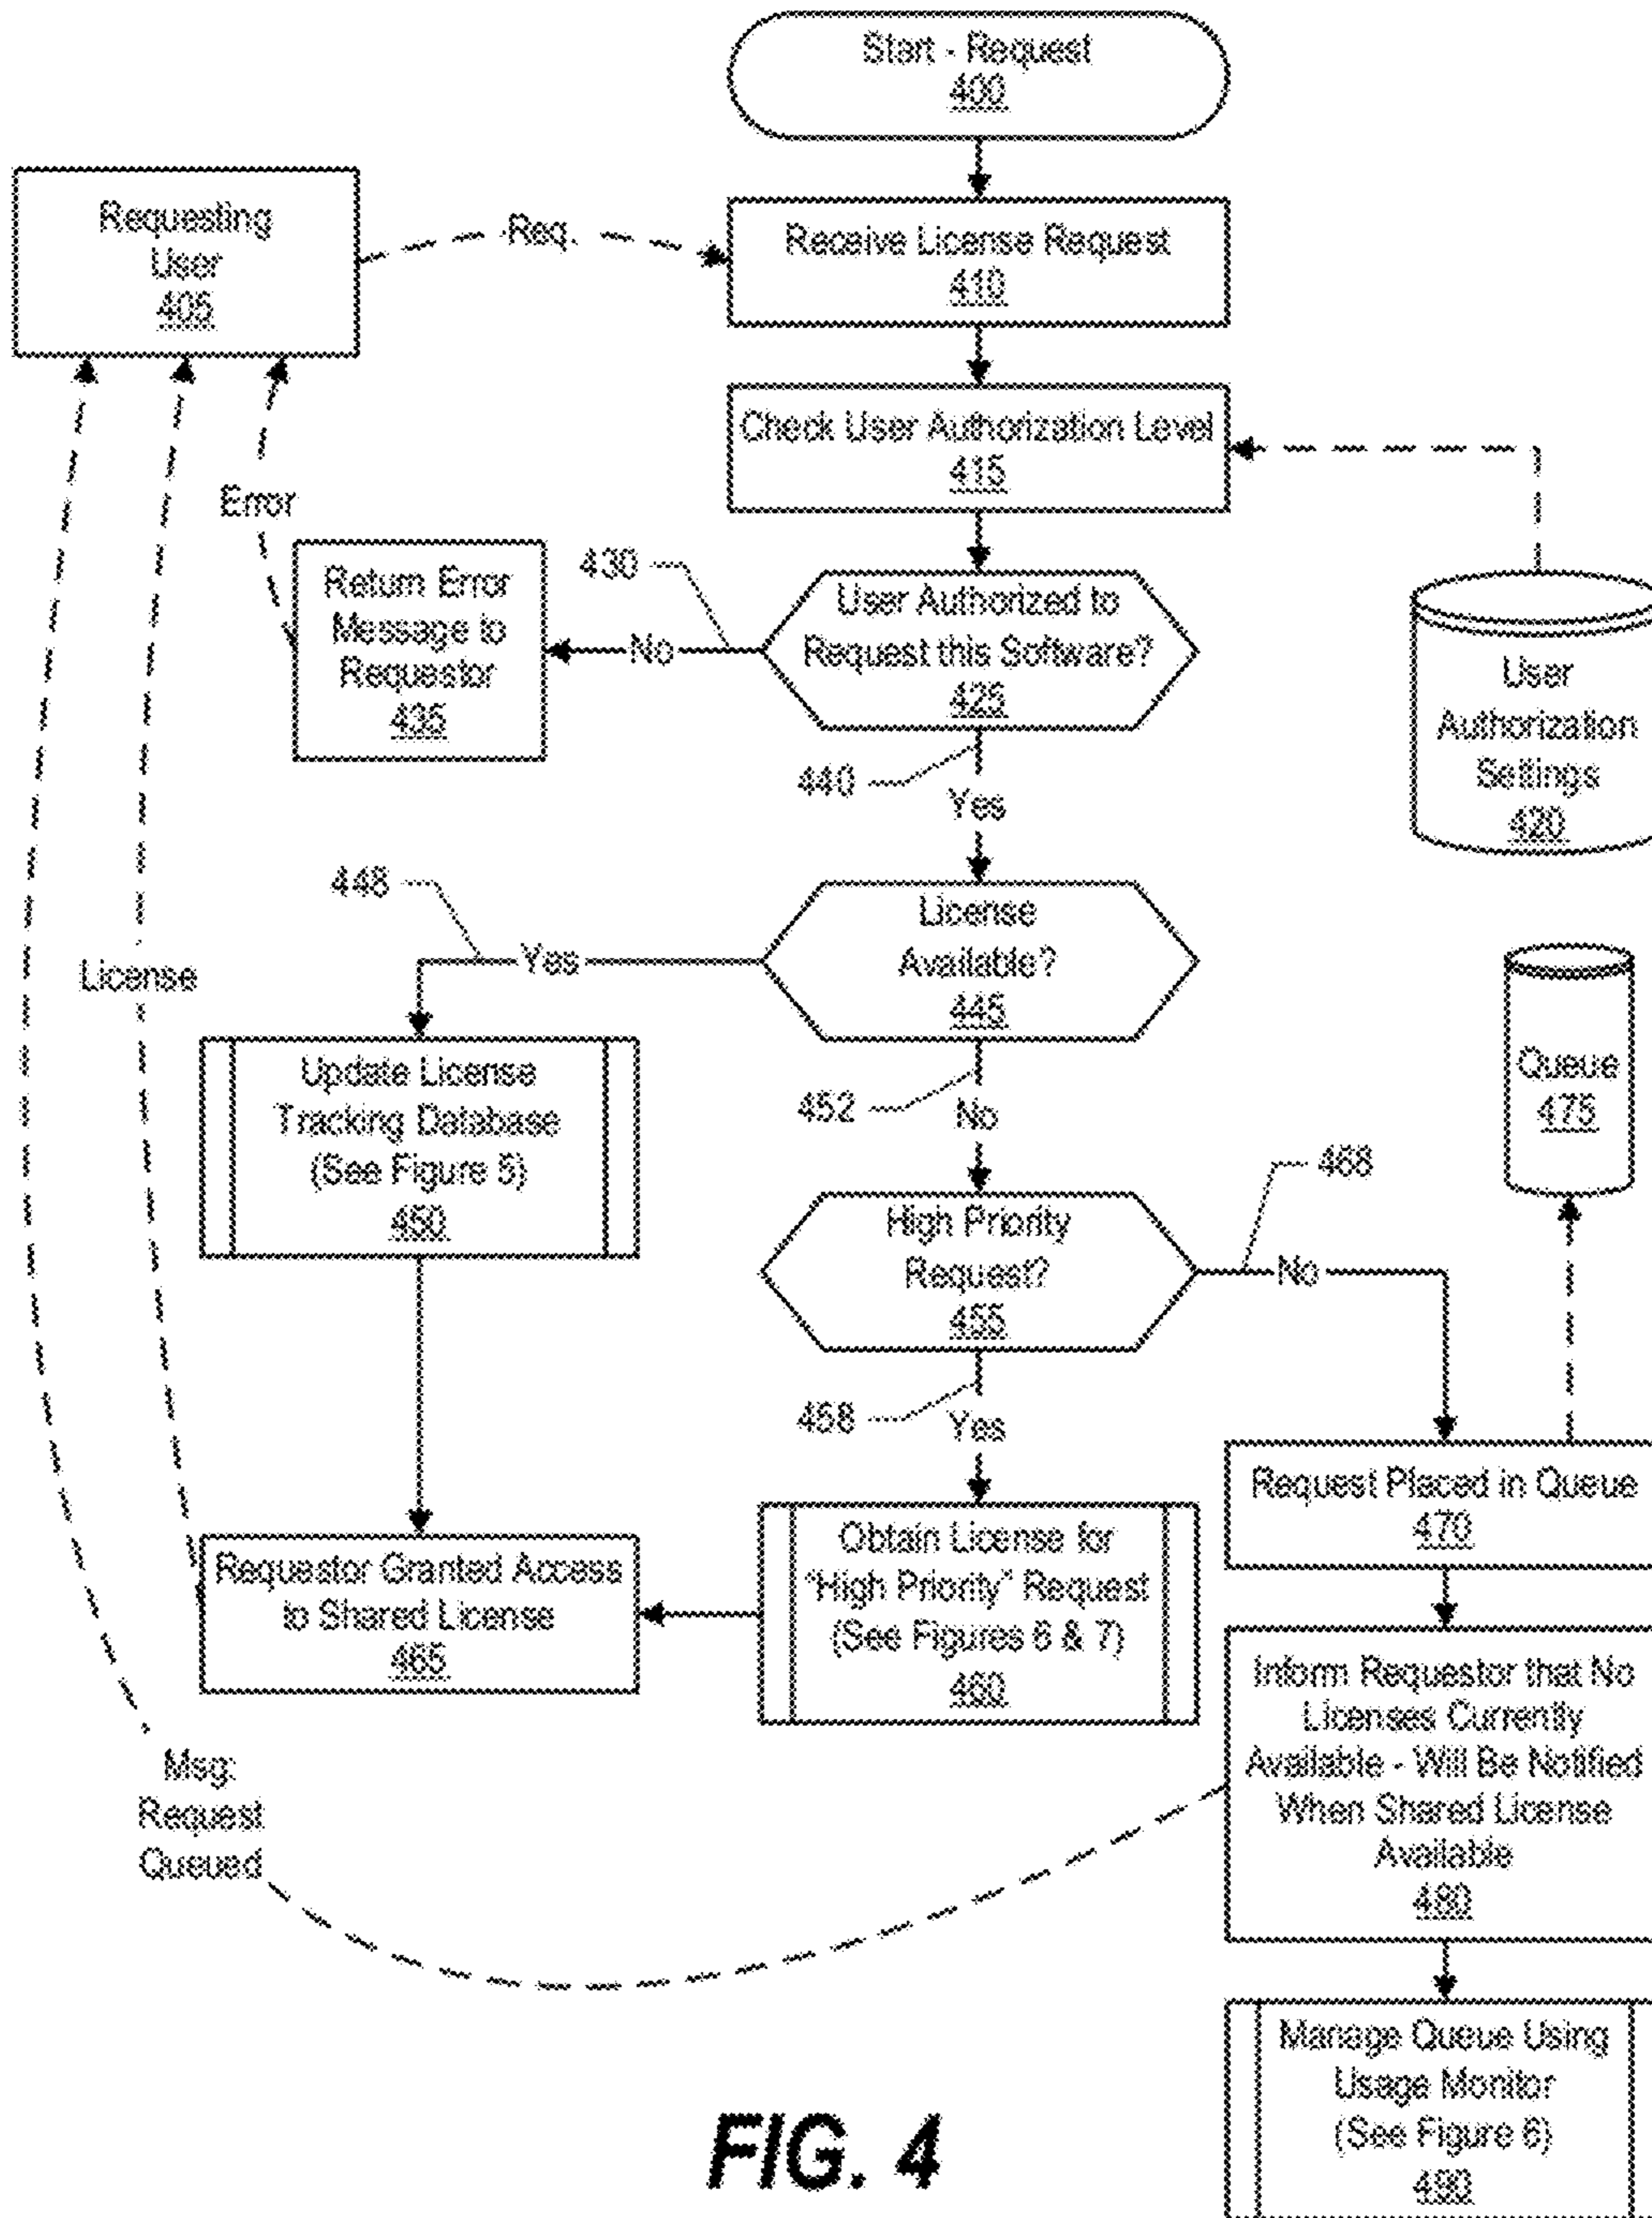 Start - Request
400
Requesting
User
405
Req.
Receive License Request
410
Check User Authorization Level
415
Error
Return Error
Message to
Requestor
435
430
No
User Authorized to
Request this Software?
425
User
Authorization
Settings
420
440
Yes
448
Yes
License
Available?
445
License
Update License
Tracking Database
(See Figure 5)
450
452
No
Queue
475
468
High Priority
Request?
455
No
458
Yes
Request Placed in Queue
470
Requestor Granted Access
to Shared License
465
Obtain License for
"High Priority" Request
(See Figures 6 & 7)
460
Inform Requestor that No
Licenses Currently
Available - Will Be Notified
When Shared License
Available
480
Msg:
Request
Queued
Manage Queue Using
Usage Monitor
(See Figure 6)
490
FIG. 4